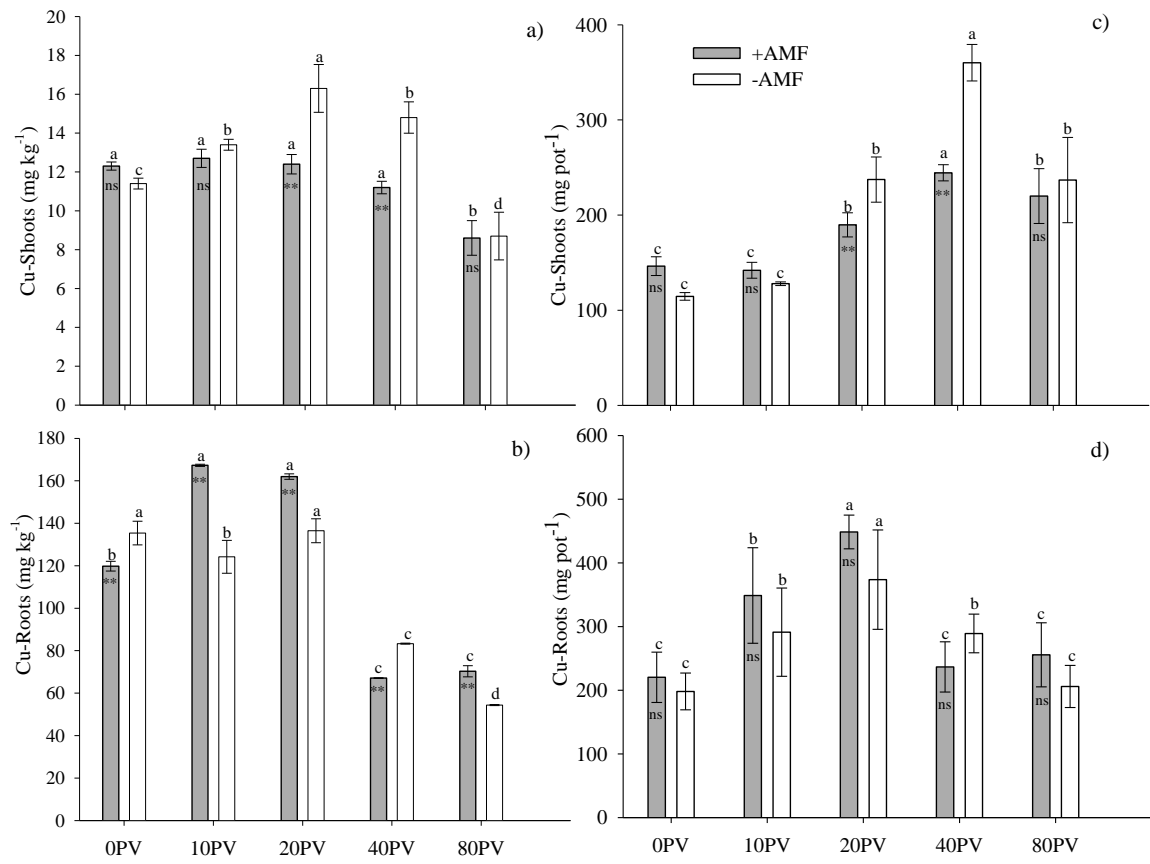 a)
Cu-Shoots (mg kg-1)
20
18
16
14
12
10
8
6
4
2
0
a
ns
c
a
ns
b
a
**
a
a
**
b
b
ns
d
c)
+AMF
-AMF
Cu-Shoots (mg pot-1)
400
300
200
100
0
c
ns
c
c
ns
c
b
**
b
a
**
a
b
ns
b
b)
Cu-Roots (mg kg-1)
180
160
140
120
100
80
60
40
20
0
b
**
a
a
**
b
a
**
a
c
**
c
c
**
d
0PV 10PV 20PV 40PV 80PV
d)
Cu-Roots (mg pot-1)
600
500
400
300
200
100
0
c
ns
c
b
ns
b
a
ns
a
c
ns
b
c
ns
c
0PV 10PV 20PV 40PV 80PV